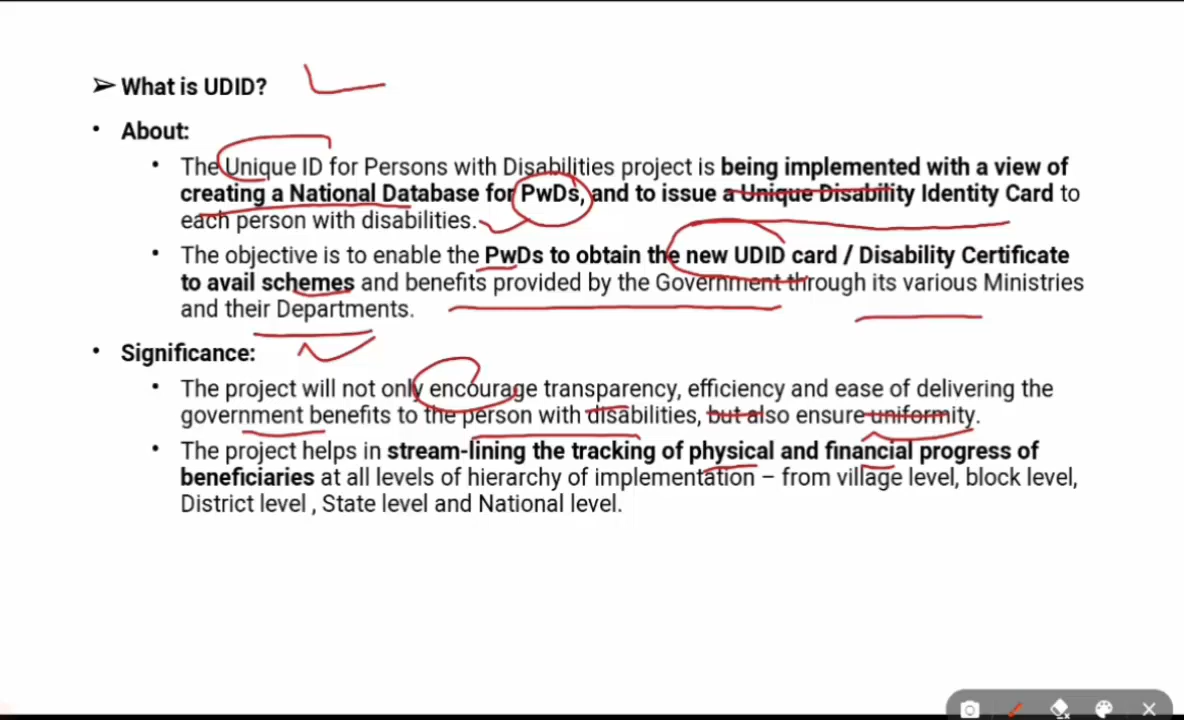 ➢ What is UDID?
• About:
• The Unique ID for Persons with Disabilities project is being implemented with a view of
creating a National Database for PwDs, and to issue a Unique Disability Identity Card to
each person with disabilities.
• The objective is to enable the PwDs to obtain the new UDID card / Disability Certificate
to avail schemes and benefits provided by the Government through its various Ministries
and their Departments.
• Significance:
• The project will not only encourage transparency, efficiency and ease of delivering the
government benefits to the person with disabilities, but also ensure uniformity.
• The project helps in stream-lining the tracking of physical and financial progress of
beneficiaries at all levels of hierarchy of implementation – from village level, block level,
District level , State level and National level.